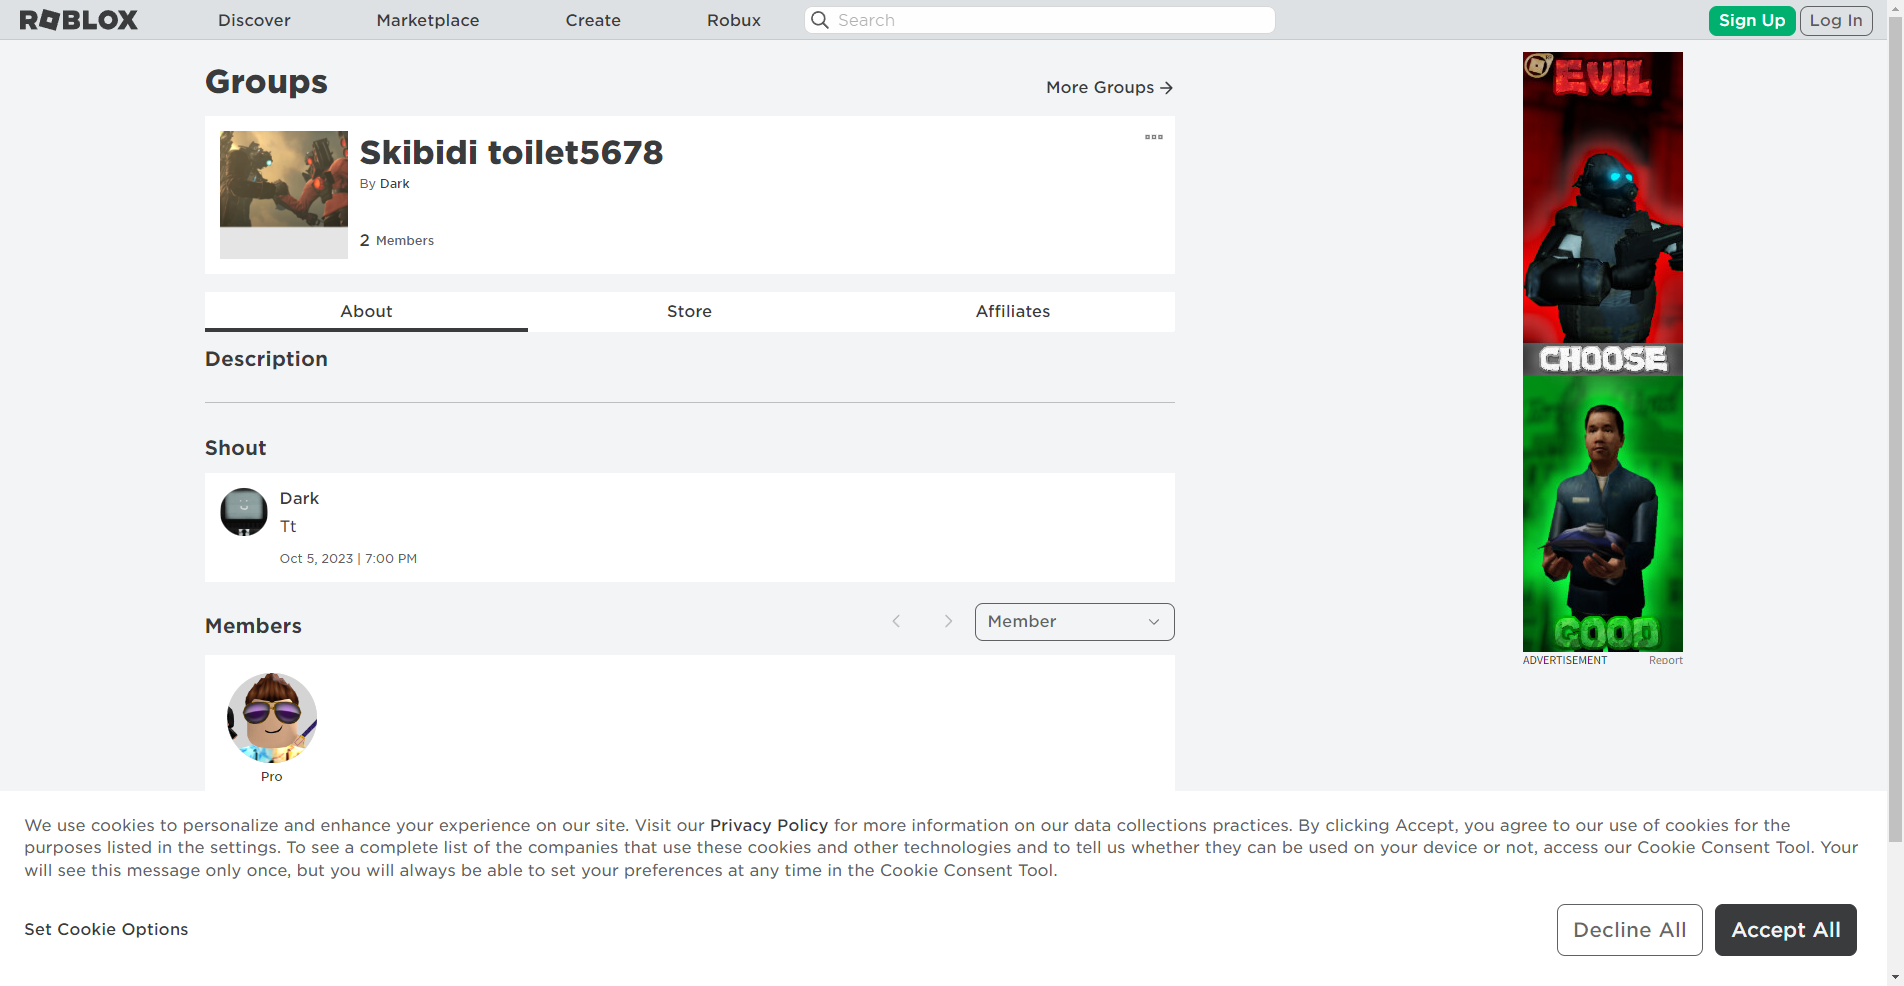 ROBLOX
Discover
Marketplace
Create
Robux
Search
Sign Up
Log In
Groups
More Groups
Skibidi toilet5678
By Dark
2 Members
About
Store
Affiliates
Description
Shout
Dark
Tt
Oct 5, 2023 | 7:00 PM
Members
Member
Pro
EVIL
CHOOSE
GOOD
ADVERTISEMENT
Report
We use cookies to personalize and enhance your experience on our site. Visit our Privacy Policy for more information on our data collections practices. By clicking Accept, you agree to our use of cookies for the
purposes listed in the settings. To see a complete list of the companies that use these cookies and other technologies and to tell us whether they can be used on your device or not, access our Cookie Consent Tool. Your
will see this message only once, but you will always be able to set your preferences at any time in the Cookie Consent Tool.
Set Cookie Options
Decline All
Accept All